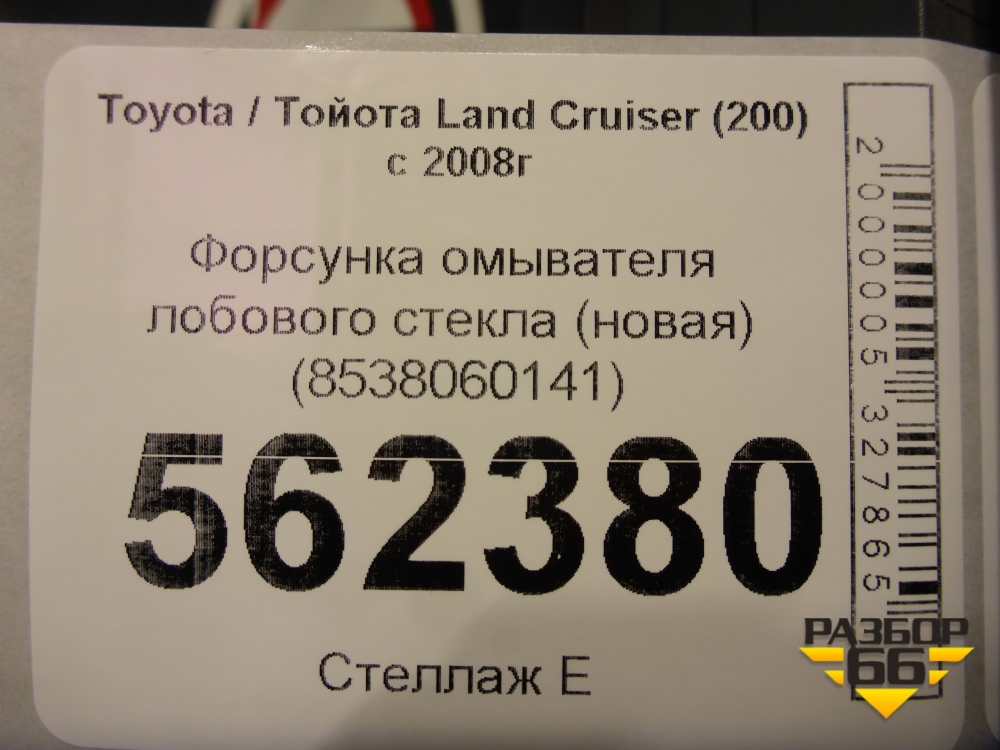 Toyota / Тойота Land Cruiser (200)
с 2008г
Форсунка омывателя
лобового стекла (новая)
(8538060141)
562380
Стеллаж Е
2000005327865
РАЗБОР
66